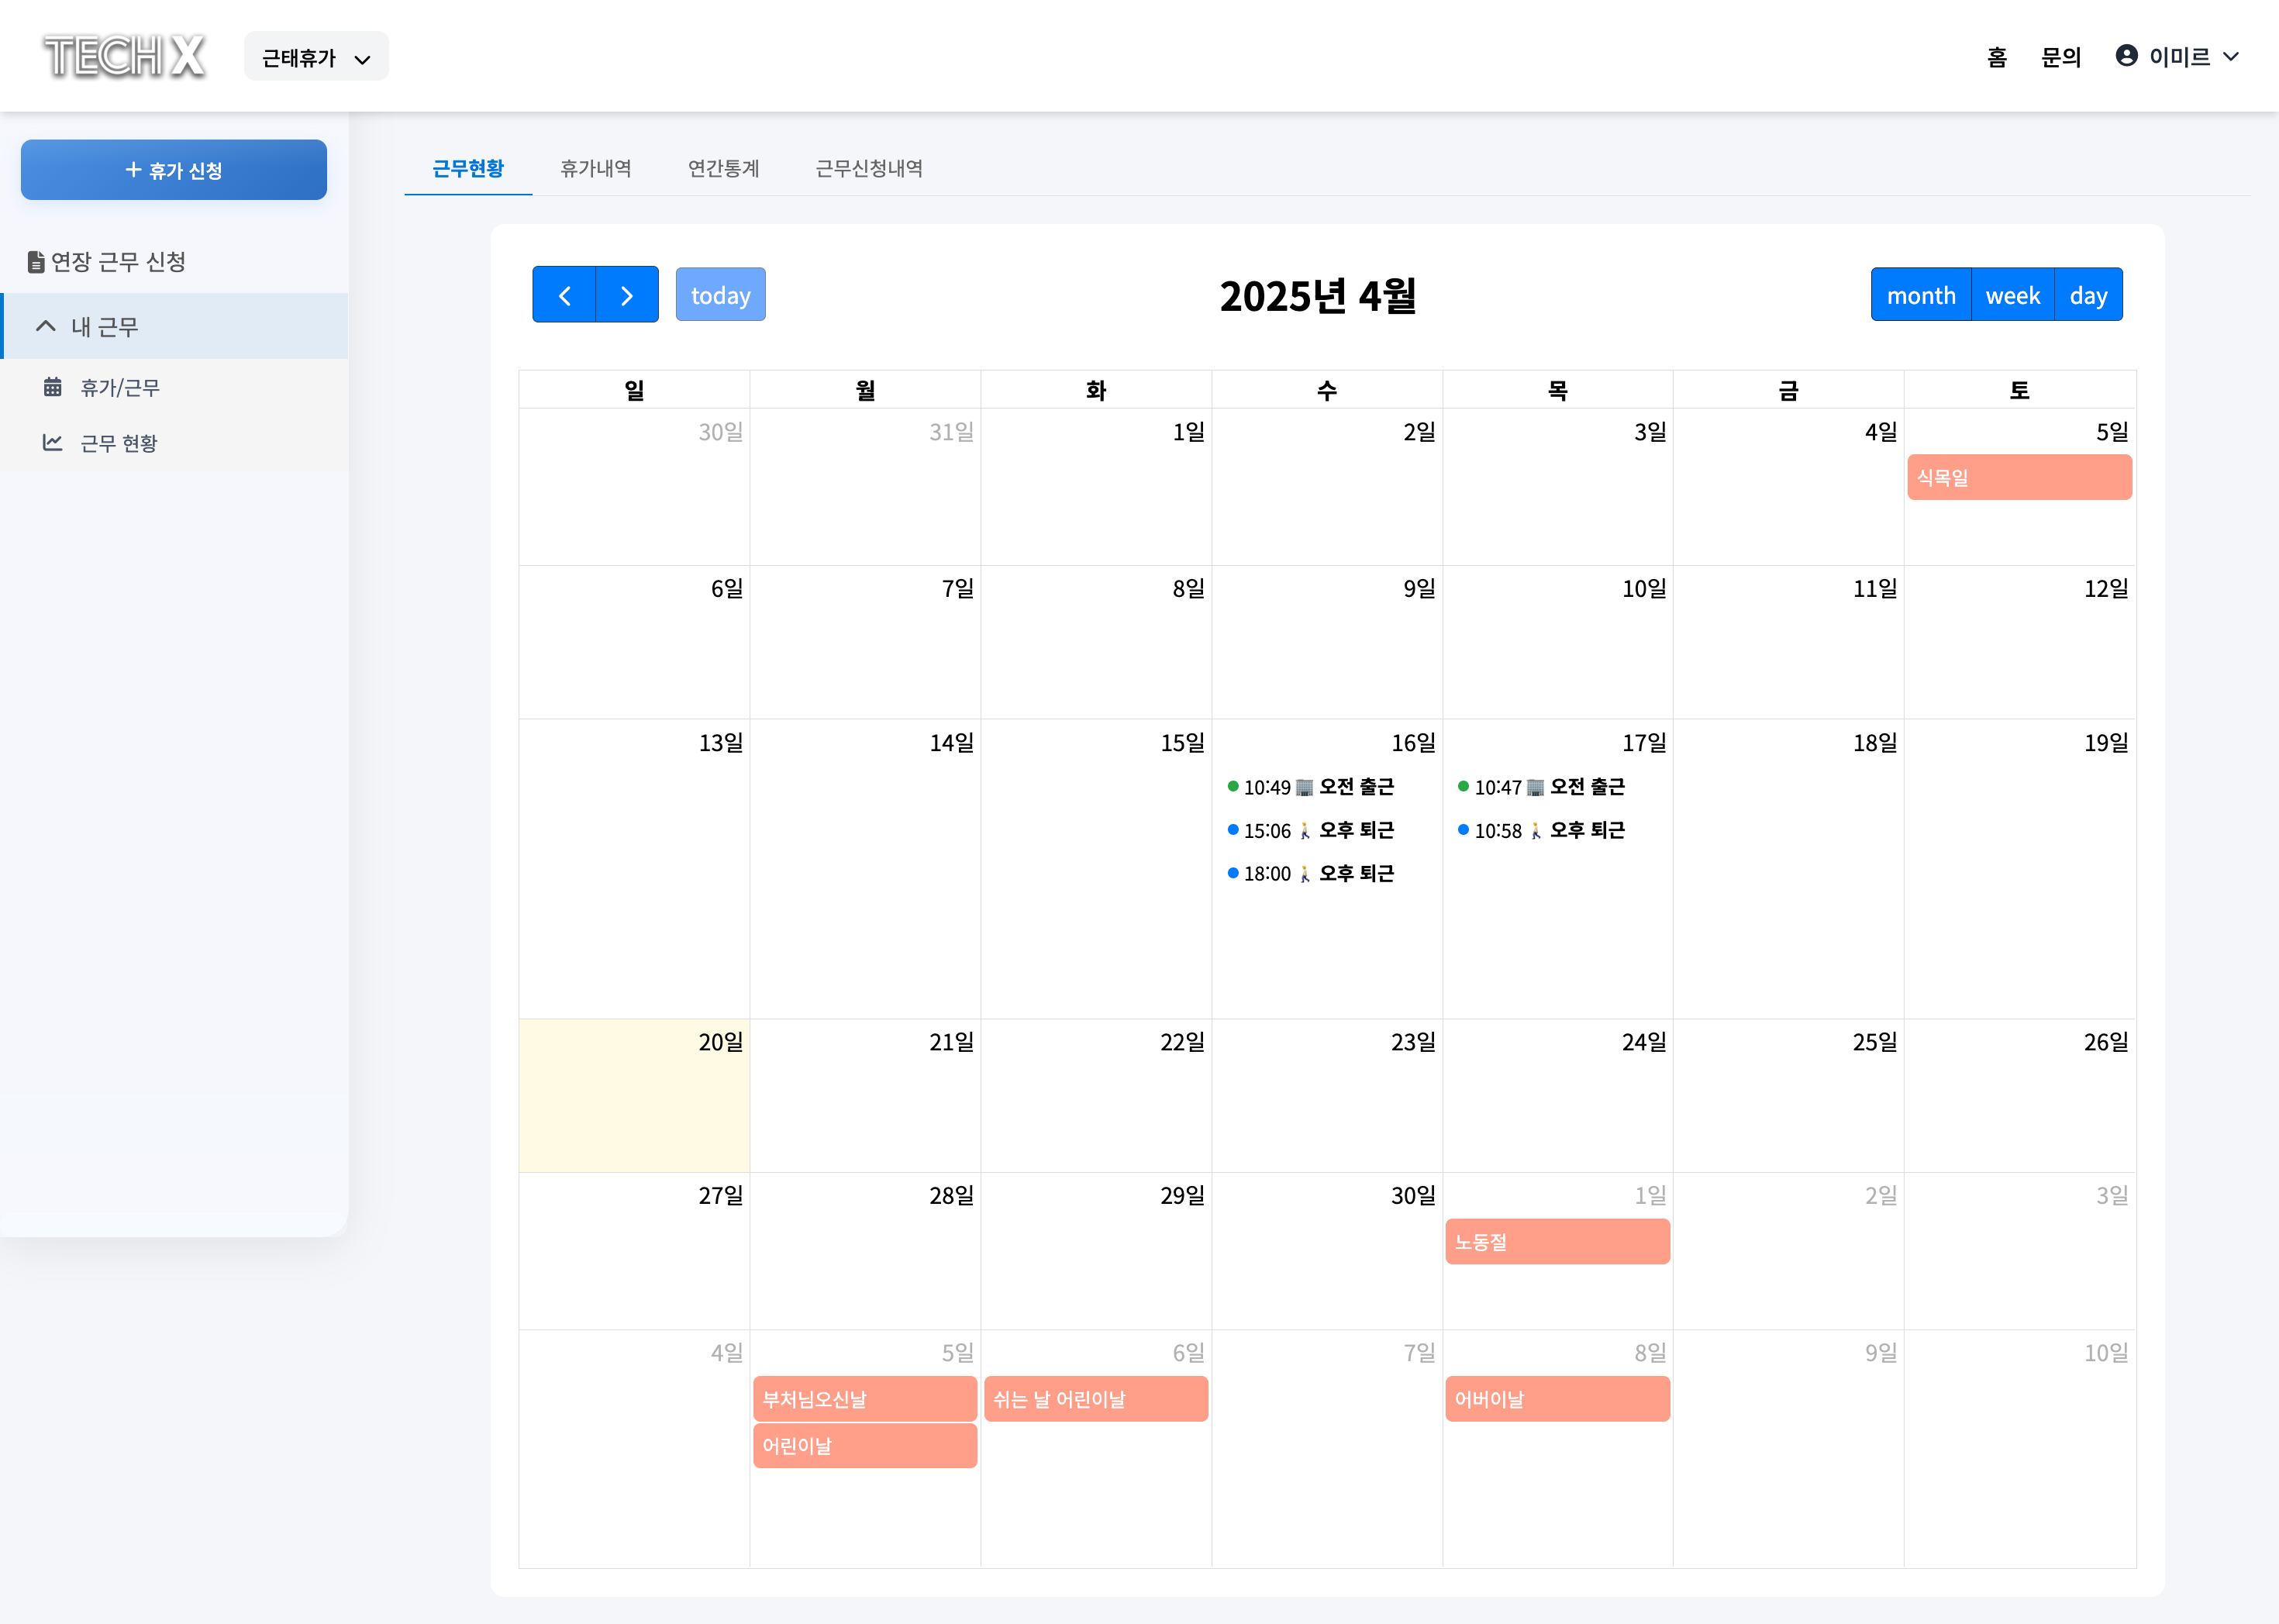 TECH X
근태휴가
홈 문의 이미르
+ 휴가 신청
연장 근무 신청
내 근무
휴가/근무
근무 현황
근무현황 휴가내역 연간통계 근무신청내역
today
2025년 4월
month week day
일 월 화 수 목 금 토
30일 31일 1일 2일 3일 4일 5일
식목일
6일 7일 8일 9일 10일 11일 12일
13일 14일 15일 16일 17일 18일 19일
10:49 🏢 오전 출근 10:47 🏢 오전 출근
15:06 🚶 오후 퇴근 10:58 🚶 오후 퇴근
18:00 🚶 오후 퇴근
20일 21일 22일 23일 24일 25일 26일
27일 28일 29일 30일 1일 2일 3일
노동절
4일 5일 6일 7일 8일 9일 10일
부처님오신날 쉬는 날 어린이날 어버이날
어린이날